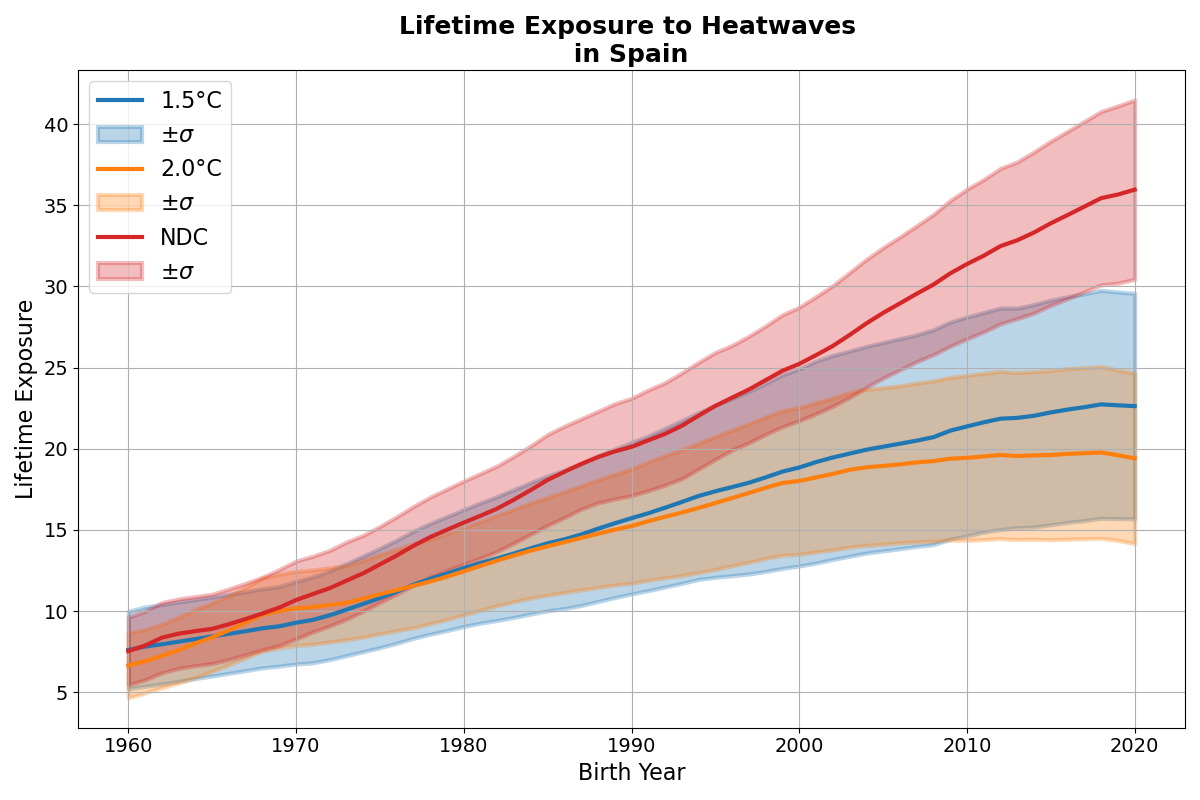 Lifetime Exposure to Heatwaves
in Spain
1.5°C
±σ
2.0°C
±σ
NDC
±σ
Lifetime Exposure
40
35
30
25
20
15
10
5
1960 1970 1980 1990 2000 2010 2020
Birth Year